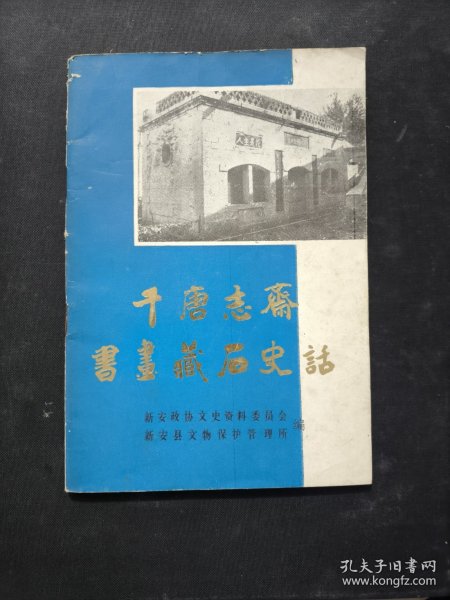 千唐志斋
書畫藏石史話
新安政协文史资料委员会
新安县文物保护管理所
编
孔夫子旧书网
www.kongfz.com